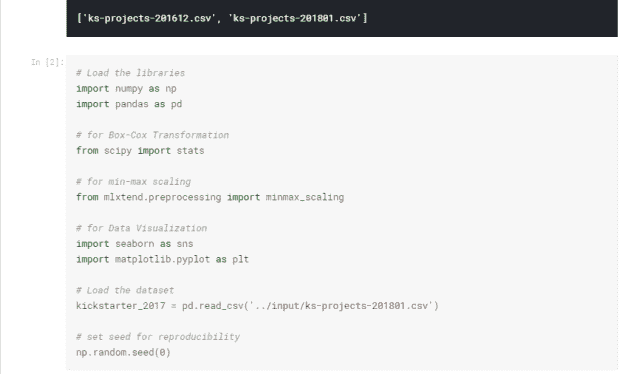 ['ks-projects-201612.csv', 'ks-projects-201801.csv']
In [2]:
# Load the libraries
import numpy as np
import pandas as pd
# for Box-Cox Transformation
from scipy import stats
# for min-max scaling
from mlxtend.preprocessing import minmax_scaling
# for Data Visualization
import seaborn as sns
import matplotlib.pyplot as plt
# Load the dataset
kickstarter_2017 = pd.read_csv('../input/ks-projects-201801.csv')
# set seed for reproducibility
np.random.seed(0)